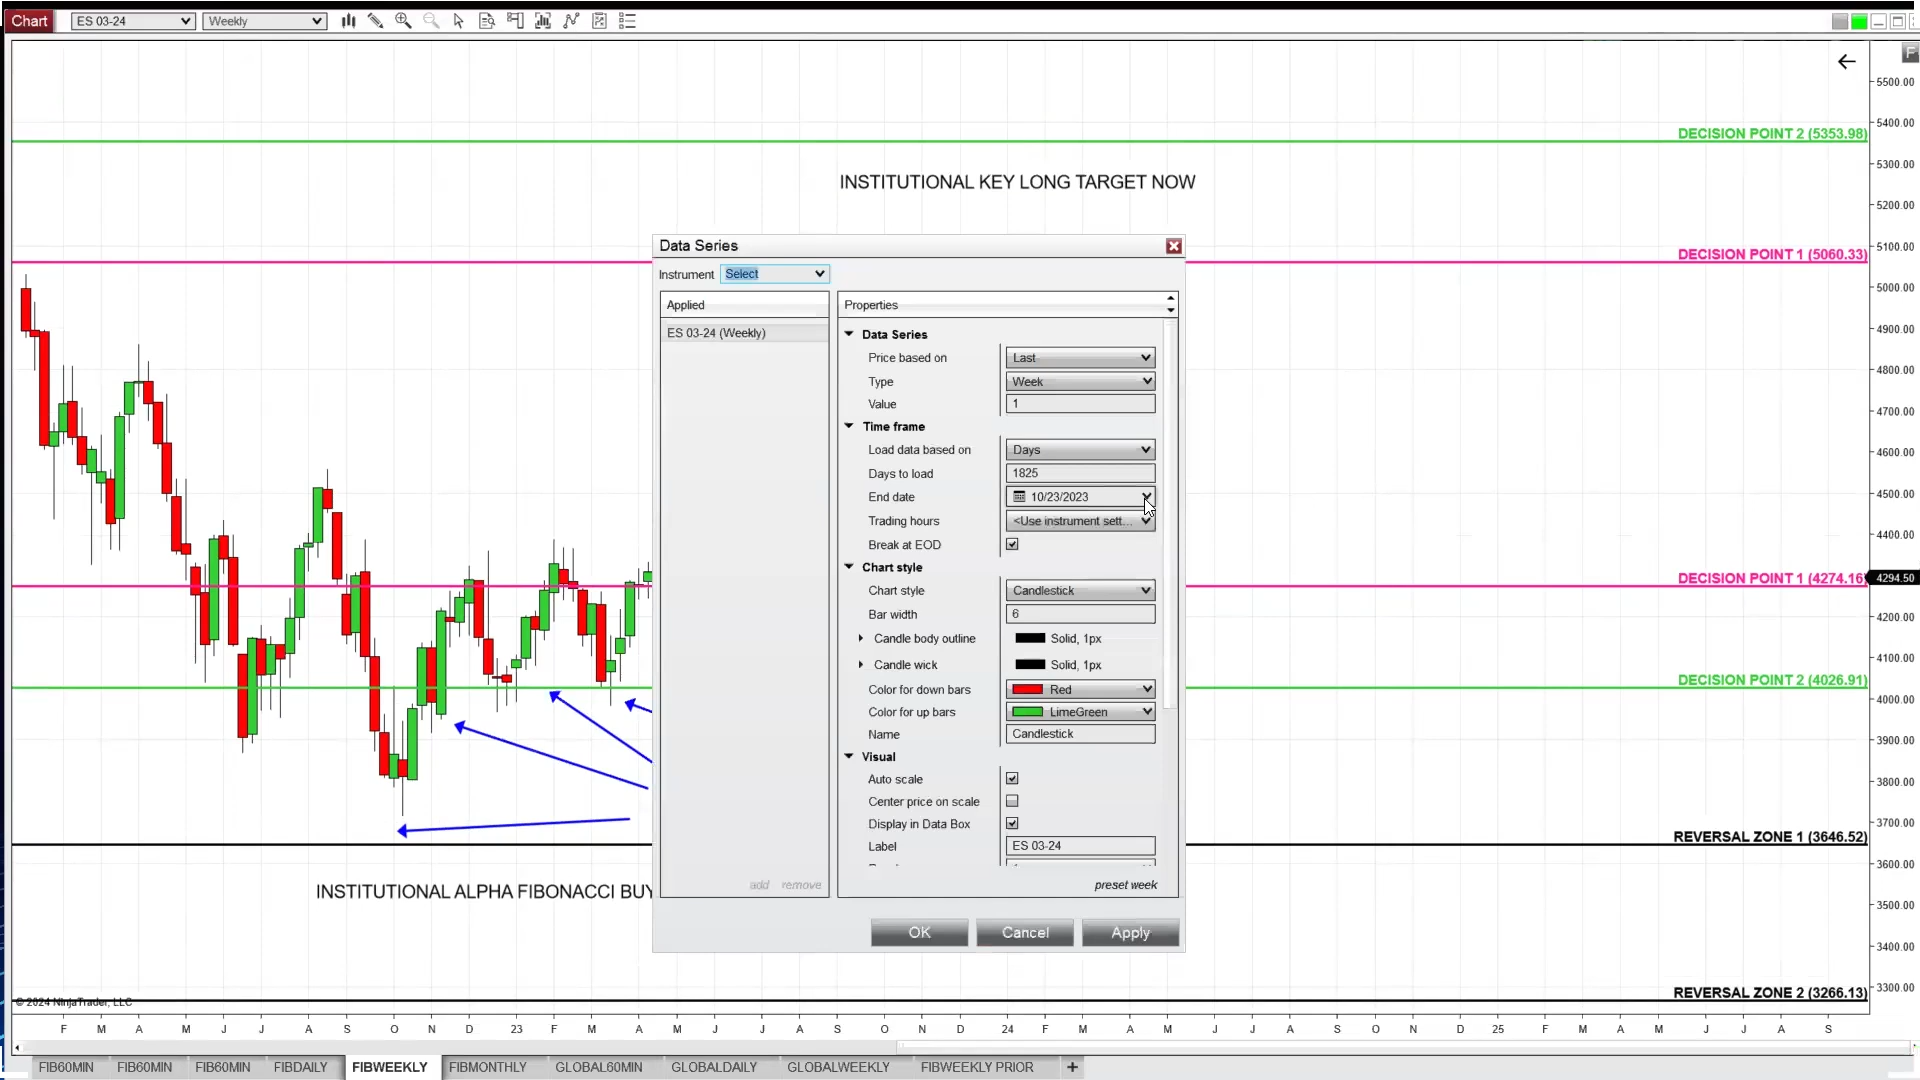 Chart ES 03-24 Weekly
F
5500.00
5400.00
DECISION POINT 2 (5353.98)
5300.00
INSTITUTIONAL KEY LONG TARGET NOW
5200.00
5100.00
DECISION POINT 1 (5060.33)
5000.00
4900.00
4800.00
4700.00
4600.00
4500.00
4400.00
DECISION POINT 1 (4274.16)
4294.50
4200.00
4100.00
DECISION POINT 2 (4026.91)
4000.00
3900.00
3800.00
3700.00
REVERSAL ZONE 1 (3646.52)
3600.00
3500.00
3400.00
REVERSAL ZONE 2 (3266.13)
3300.00
Data Series
Instrument Select
Applied
ES 03-24 (Weekly)
add remove
Properties
Data Series
Price based on Last
Type Week
Value 1
Time frame
Load data based on Days
Days to load 1825
End date 10/23/2023
Trading hours <Use instrument sett...
Break at EOD
Chart style
Chart style Candlestick
Bar width 6
Candle body outline Solid, 1px
Candle wick Solid, 1px
Color for down bars Red
Color for up bars LimeGreen
Name Candlestick
Visual
Auto scale
Center price on scale
Display in Data Box
Label ES 03-24
preset week
OK Cancel Apply
INSTITUTIONAL ALPHA FIBONACCI BUY
© 2024 NinjaTrader, LLC
F M A M J J A S O N D 23 F M A M J J A S O N D 24 F M A M J J A S O N D 25 F M A M J J A S
FIB60MIN FIB60MIN FIB60MIN FIBDAILY FIBWEEKLY FIBMONTHLY GLOBAL60MIN GLOBALDAILY GLOBALWEEKLY FIBWEEKLY PRIOR +